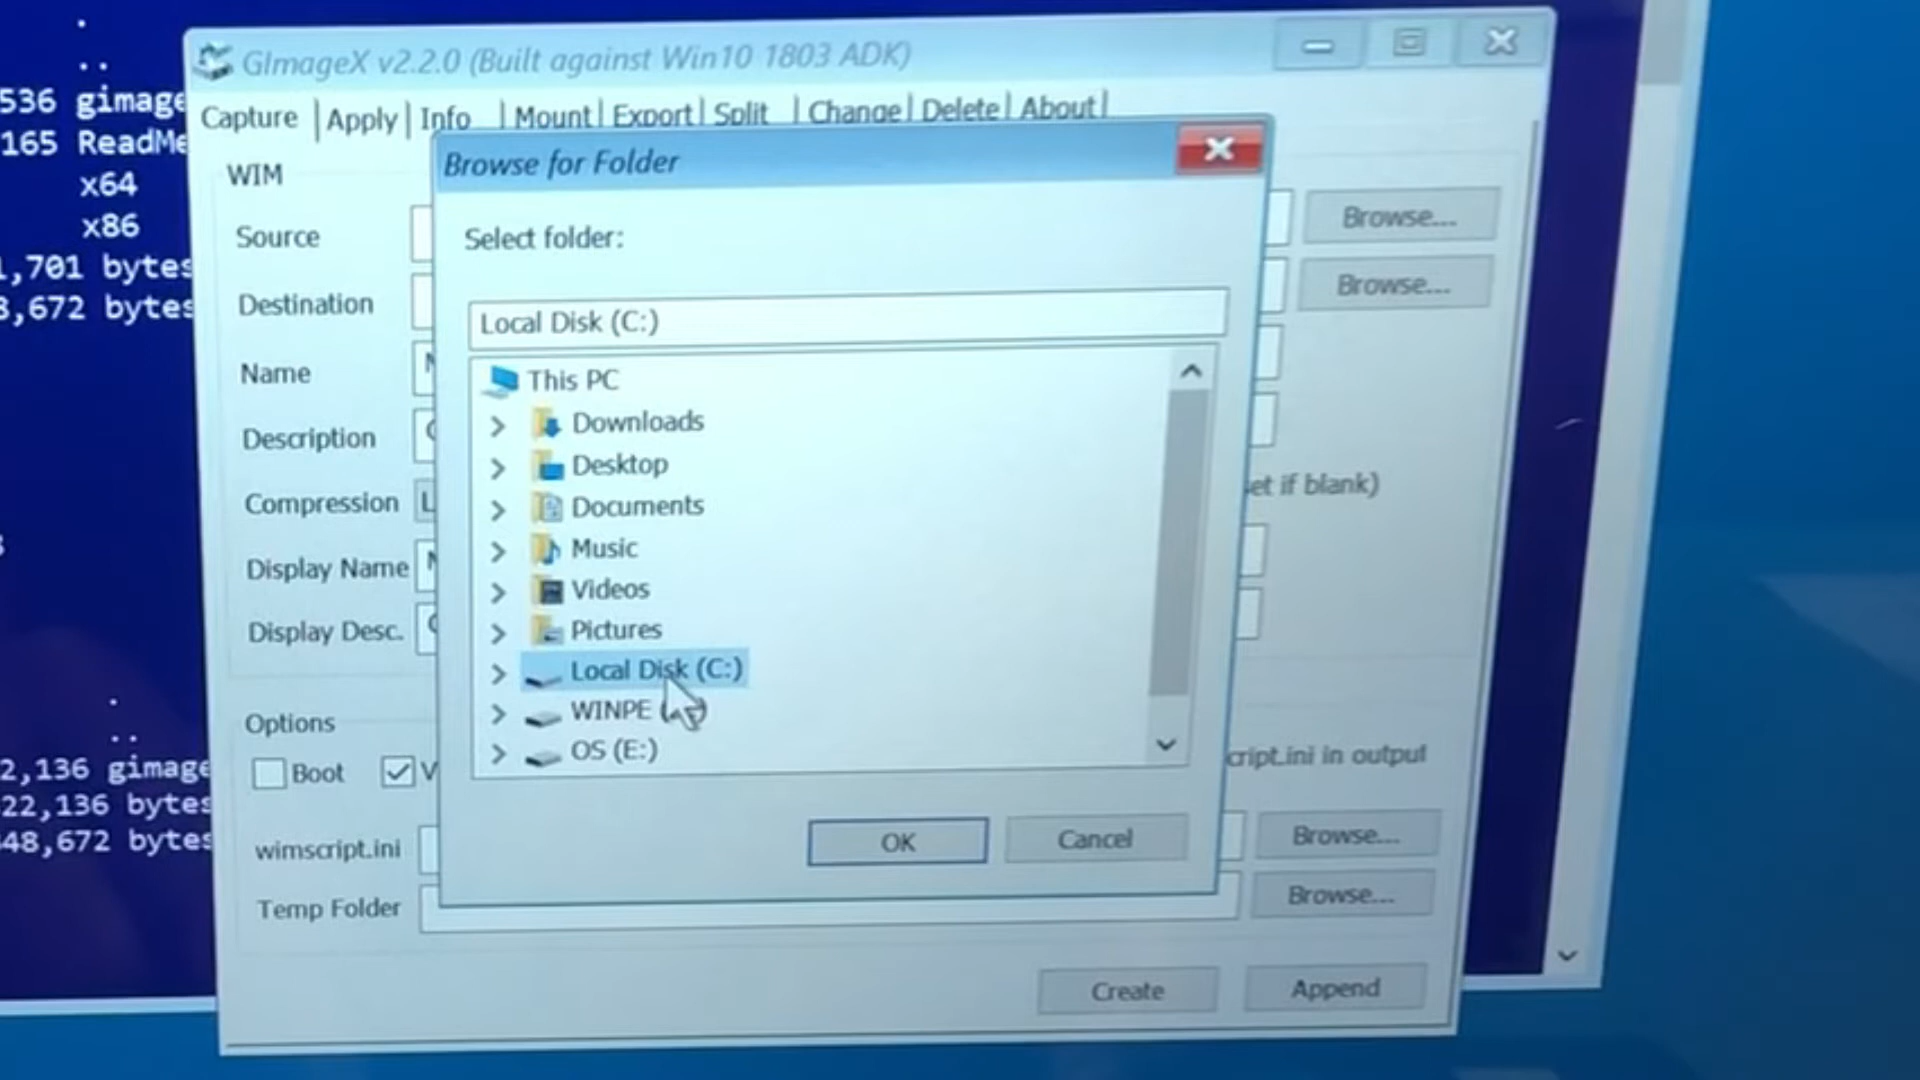 .
..
536 gimage
165 ReadMe
x64
x86
,701 bytes
3,672 bytes
.
..
2,136 gimage
22,136 bytes
48,672 bytes
GImageX v2.2.0 (Built against Win10 1803 ADK)
Capture Apply Info Mount Export Split Change Delete About
WIM
Source
Browse...
Destination
Browse...
Name
Description
Compression
et if blank)
Display Name
Display Desc.
Options
Boot
V
cript.ini in output
wimscript.ini
Browse...
Temp Folder
Browse...
Create
Append
Browse for Folder
Select folder:
Local Disk (C:)
This PC
Downloads
Desktop
Documents
Music
Videos
Pictures
Local Disk (C:)
WINPE
OS (E:)
OK
Cancel